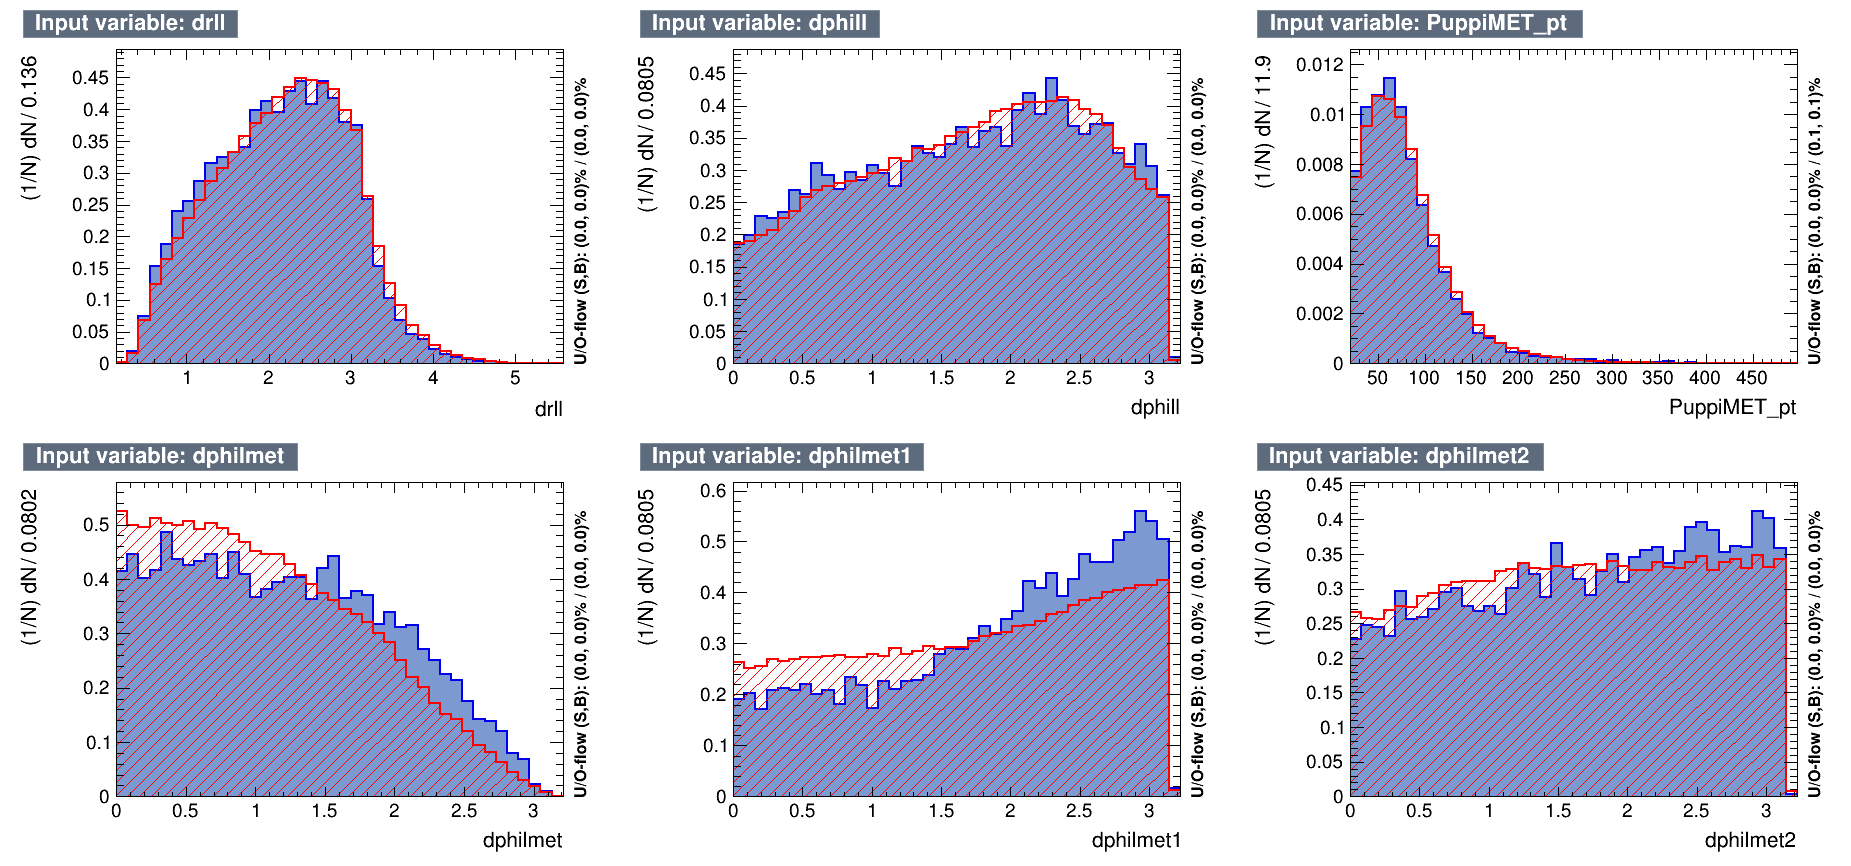 Input variable: drll
(1/N) dN / 0.136
0.45
0.4
0.35
0.3
0.25
0.2
0.15
0.1
0.05
0
1 2 3 4 5
drll
U/O-flow (S,B): (0.0, 0.0)% / (0.0, 0.0)%
Input variable: dphill
(1/N) dN / 0.0805
0.45
0.4
0.35
0.3
0.25
0.2
0.15
0.1
0.05
0
0 0.5 1 1.5 2 2.5 3
dphill
U/O-flow (S,B): (0.0, 0.0)% / (0.0, 0.0)%
Input variable: PuppiMET_pt
(1/N) dN / 11.9
0.012
0.01
0.008
0.006
0.004
0.002
0
50 100 150 200 250 300 350 400 450
PuppiMET_pt
U/O-flow (S,B): (0.0, 0.0)% / (0.1, 0.1)%
Input variable: dphilmet
(1/N) dN / 0.0802
0.5
0.4
0.3
0.2
0.1
0
0 0.5 1 1.5 2 2.5 3
dphilmet
U/O-flow (S,B): (0.0, 0.0)% / (0.0, 0.0)%
Input variable: dphilmet1
(1/N) dN / 0.0805
0.6
0.5
0.4
0.3
0.2
0.1
0
0 0.5 1 1.5 2 2.5 3
dphilmet1
U/O-flow (S,B): (0.0, 0.0)% / (0.0, 0.0)%
Input variable: dphilmet2
(1/N) dN / 0.0805
0.45
0.4
0.35
0.3
0.25
0.2
0.15
0.1
0.05
0
0 0.5 1 1.5 2 2.5 3
dphilmet2
U/O-flow (S,B): (0.0, 0.0)% / (0.0, 0.0)%